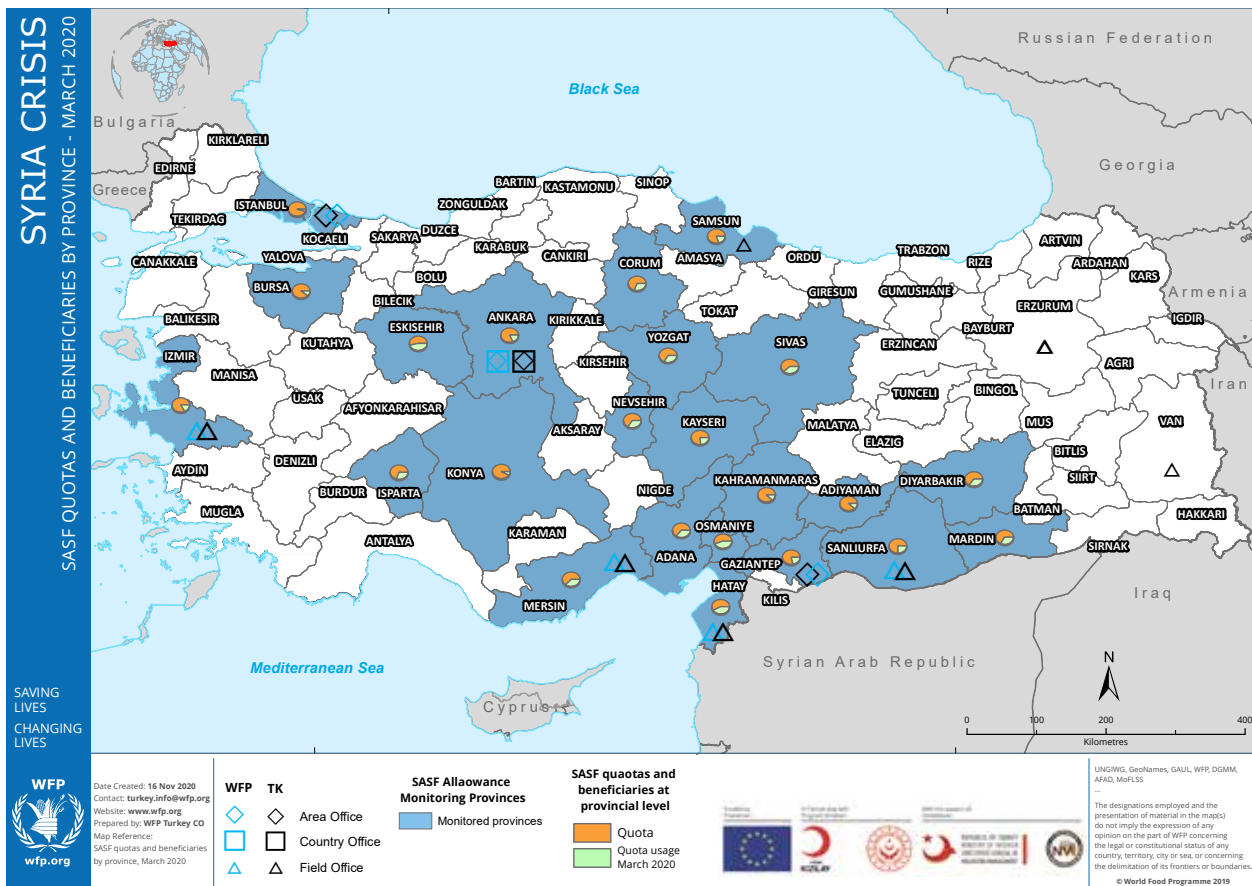 SYRIA CRISIS
SASF QUOTAS AND BENEFICIARIES BY PROVINCE - MARCH 2020
SAVING
LIVES
CHANGING
LIVES
WFP
wfp.org
Russian Federation
Black Sea
Bulgaria
Georgia
Greece
Armenia
Iran
Iraq
Syrian Arab Republic
Cyprus
Mediterranean Sea
KIRKLARELI
EDIRNE
ISTANBUL
TEKIRDAG
KOCAELI
YALOVA
CANAKKALE
BURSA
BALIKESIR
SAKARYA
DUZCE
ZONGULDAK
BARTIN
KASTAMONU
SINOP
KARABUK
BOLU
BILECIK
CANKIRI
CORUM
SAMSUN
AMASYA
ORDU
TOKAT
GIRESUN
TRABZON
GUMUSHANE
RIZE
ARTVIN
ARDAHAN
KARS
ERZURUM
BAYBURT
IGDIR
AGRI
ERZINCAN
ESKISEHIR
ANKARA
KIRIKKALE
YOZGAT
SIVAS
KIRSEHIR
KUTAHYA
IZMIR
MANISA
USAK
AFYONKARAHISAR
NEVSEHIR
KAYSERI
AKSARAY
MALATYA
TUNCELI
BINGOL
ELAZIG
MUS
VAN
BITLIS
SIIRT
AYDIN
DENIZLI
BURDUR
ISPARTA
KONYA
NIGDE
KAHRAMANMARAS
ADIYAMAN
DIYARBAKIR
BATMAN
HAKKARI
SIRNAK
MARDIN
SANLIURFA
MUGLA
ANTALYA
KARAMAN
MERSIN
ADANA
OSMANIYE
GAZIANTEP
HATAY
KILIS
N
0 100 200 400
Kilometres
Date Created: 16 Nov 2020
Contact: turkey.info@wfp.org
Website: www.wfp.org
Prepared by: WFP Turkey CO
Map Reference:
SASF quotas and beneficiaries
by province, March 2020
WFP TK
Area Office
Country Office
Field Office
SASF Allaowance
Monitoring Provinces
Monitored provinces
SASF quaotas and
beneficiaries at
provincial level
Quota
Quota usage
March 2020
KIZILAY
UNGIWG, GeoNames, GAUL, WFP, DGMM,
AFAD, MoFLSS
...
The designations employed and the
presentation of material in the map(s)
do not imply the expression of any
opinion on the part of WFP concerning
the legal or constitutional status of any
country, territory, city or sea, or concerning
the delimitation of its frontiers or boundaries.
© World Food Programme 2019